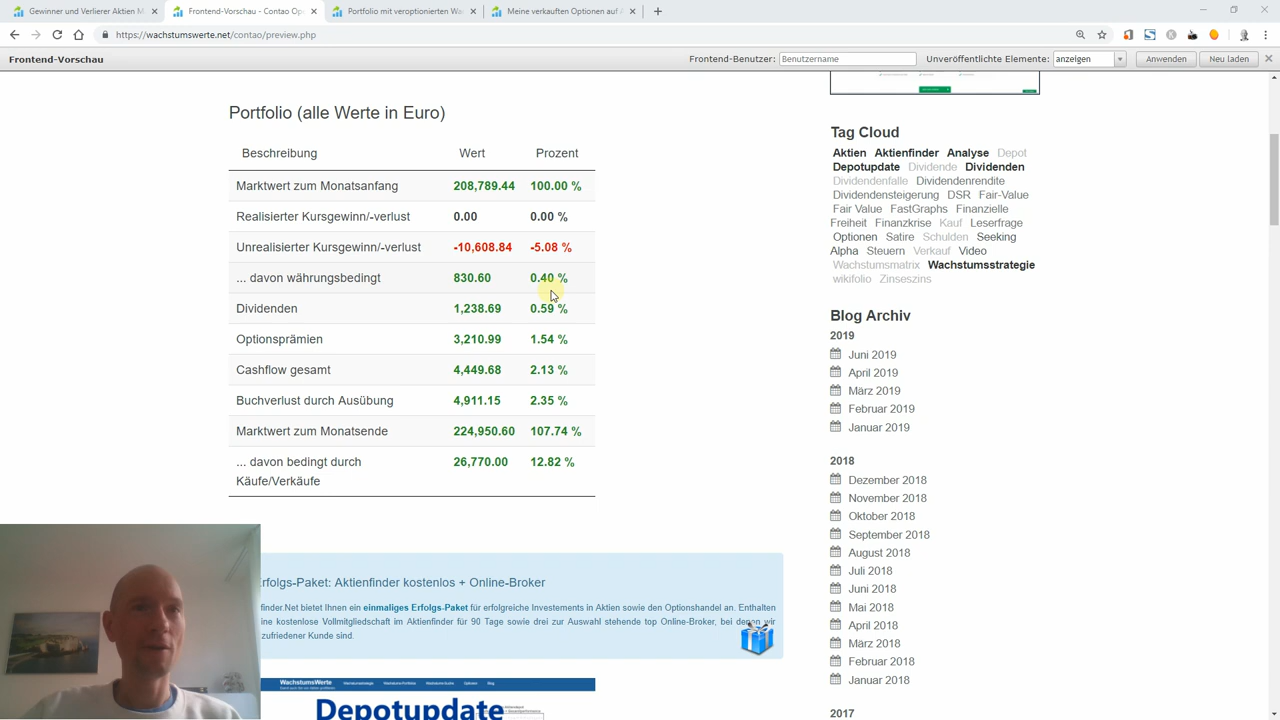 Gewinner und Verlierer Aktien M
Frontend-Vorschau - Contao Ope
Portfolio mit veroptionierten Wa
Meine verkauften Optionen auf A
https://wachstumswerte.net/contao/preview.php
Frontend-Vorschau
Frontend-Benutzer: Benutzername
Unveröffentlichte Elemente: anzeigen
Anwenden
Neu laden
Portfolio (alle Werte in Euro)
Beschreibung Wert Prozent
Marktwert zum Monatsanfang 208,789.44 100.00 %
Realisierter Kursgewinn/-verlust 0.00 0.00 %
Unrealisierter Kursgewinn/-verlust -10,608.84 -5.08 %
... davon währungsbedingt 830.60 0.40 %
Dividenden 1,238.69 0.59 %
Optionsprämien 3,210.99 1.54 %
Cashflow gesamt 4,449.68 2.13 %
Buchverlust durch Ausübung 4,911.15 2.35 %
Marktwert zum Monatsende 224,950.60 107.74 %
... davon bedingt durch 26,770.00 12.82 %
Käufe/Verkäufe
rfolgs-Paket: Aktienfinder kostenlos + Online-Broker
finder.Net bietet Ihnen ein einmaliges Erfolgs-Paket für erfolgreiche Investements in Aktien sowie den Optionshandel an. Enthalten
ine kostenlose Vollmitgliedschaft im Aktienfinder für 90 Tage sowie drei zur Auswahl stehende top Online-Broker, bei denen wir
zufriedener Kunde sind.
WachstumsWerte
Depotupdate
Tag Cloud
Aktien Aktienfinder Analyse Depot
Depotupdate Dividende Dividenden
Dividendenfalle Dividendenrendite
Dividendensteigerung DSR Fair-Value
Fair Value FastGraphs Finanzielle
Freiheit Finanzkrise Kauf Leserfrage
Optionen Satire Schulden Seeking
Alpha Steuern Verkauf Video
Wachstumsmatrix Wachstumsstrategie
wikifolio Zinseszins
Blog Archiv
2019
Juni 2019
April 2019
März 2019
Februar 2019
Januar 2019
2018
Dezember 2018
November 2018
Oktober 2018
September 2018
August 2018
Juli 2018
Juni 2018
Mai 2018
April 2018
März 2018
Februar 2018
Januar 2018
2017